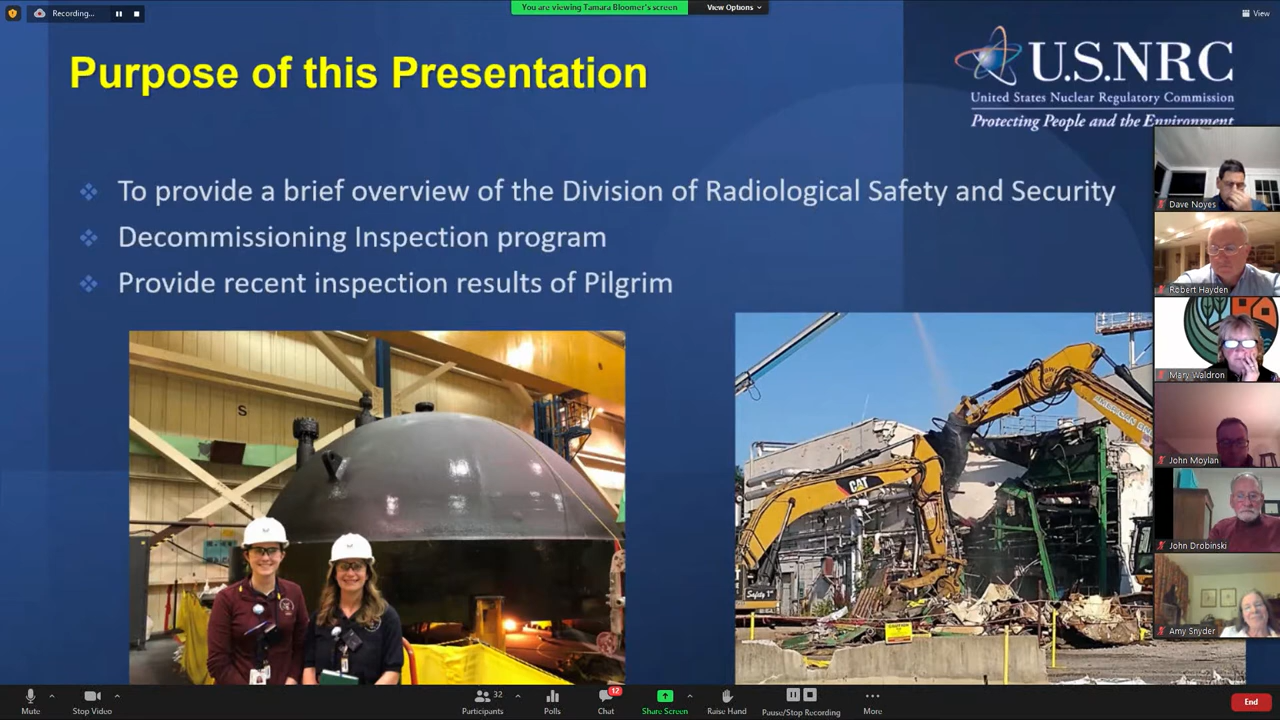 Recording...
You are viewing Tamara Bloomer's screen
View Options
View
Purpose of this Presentation
U.S.NRC
United States Nuclear Regulatory Commission
Protecting People and the Environment
To provide a brief overview of the Division of Radiological Safety and Security
Decommissioning Inspection program
Provide recent inspection results of Pilgrim
S
CAT
Safety 1st
CAUTION
Dave Noyes
Robert Hayden
Mary Waldron
John Moylan
John Drobinski
Amy Snyder
Mute
Stop Video
Participants
32
Polls
Chat
12
Share Screen
Raise Hand
Pause/Stop Recording
More
End